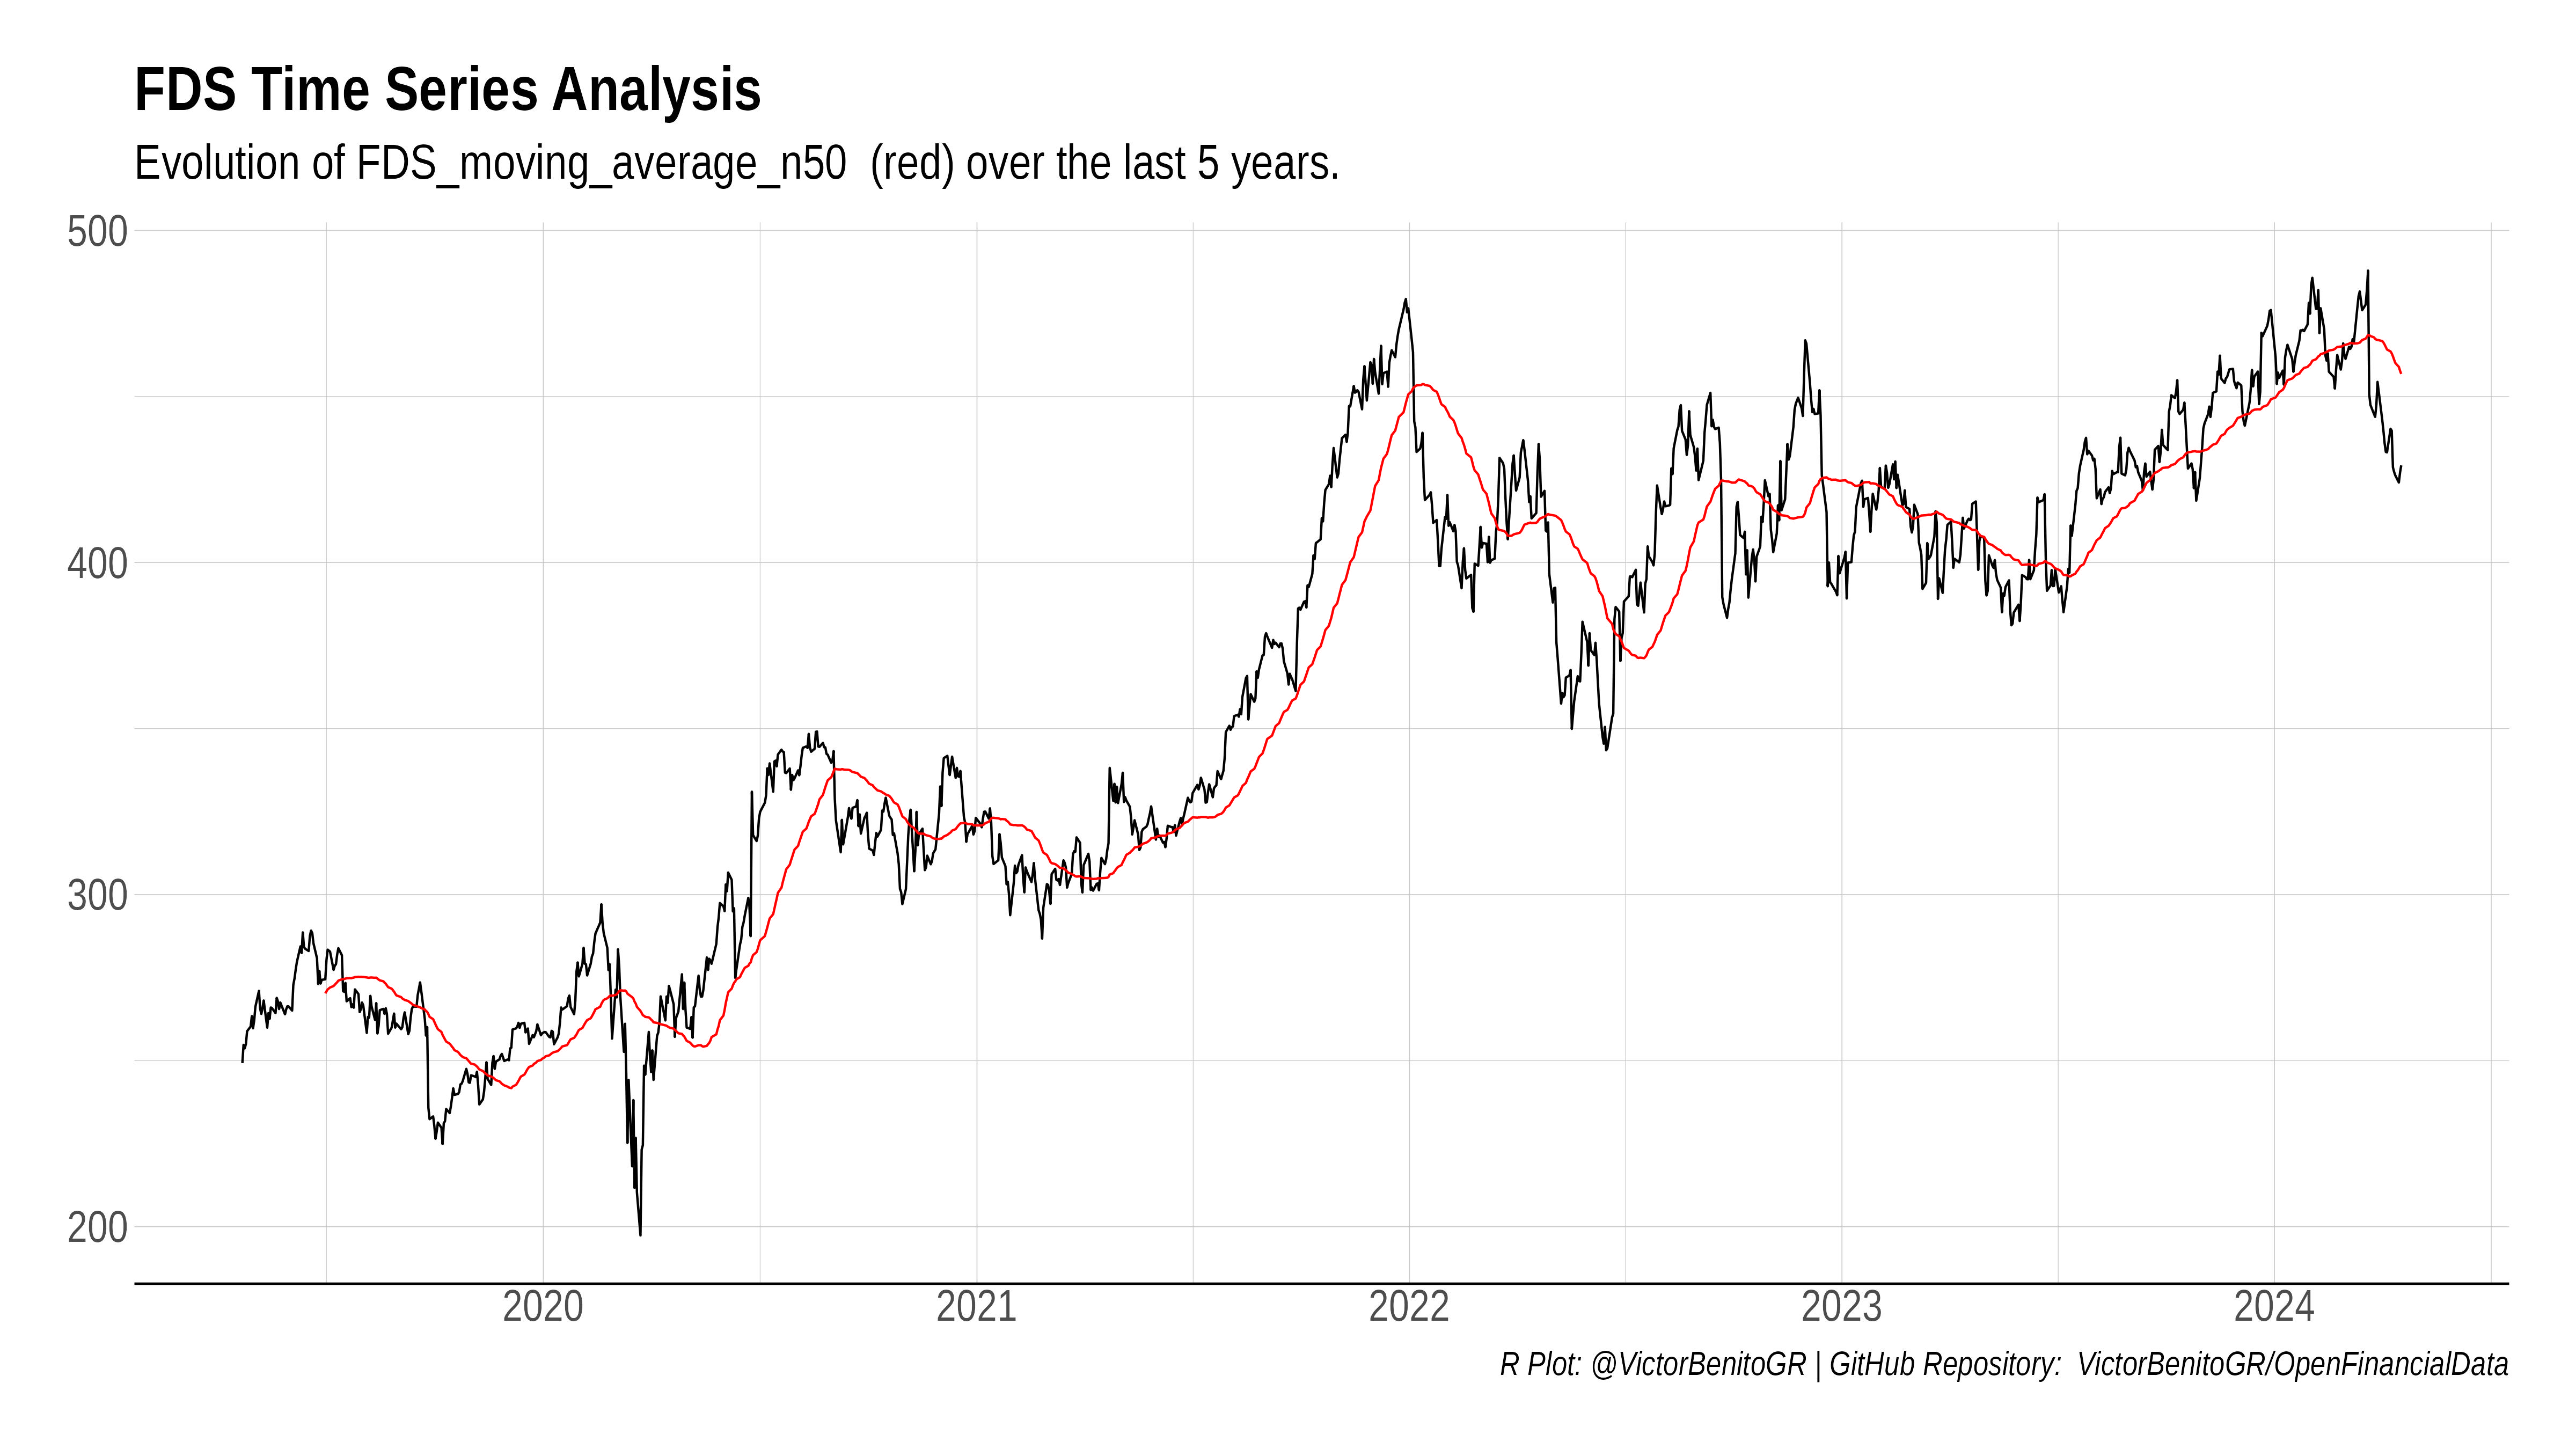 FDS Time Series Analysis
Evolution of FDS_moving_average_n50  (red) over the last 5 years.
500
400
300
200
2020 2021 2022 2023 2024
R Plot: @VictorBenitoGR | GitHub Repository:  VictorBenitoGR/OpenFinancialData